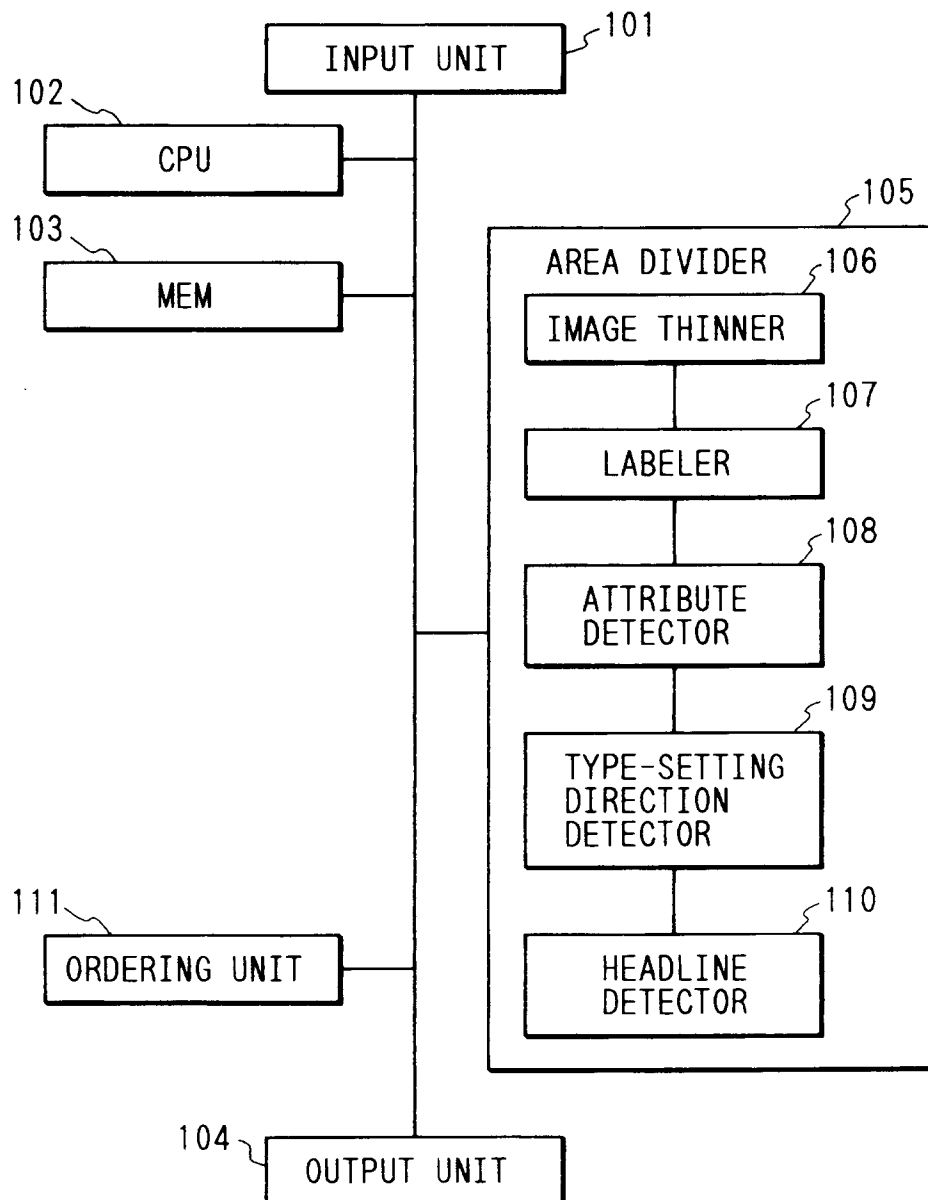 101
INPUT UNIT
102
CPU
103
MEM
105
AREA DIVIDER
106
IMAGE THINNER
107
LABELER
108
ATTRIBUTE
DETECTOR
109
TYPE-SETTING
DIRECTION
DETECTOR
110
HEADLINE
DETECTOR
111
ORDERING UNIT
104
OUTPUT UNIT